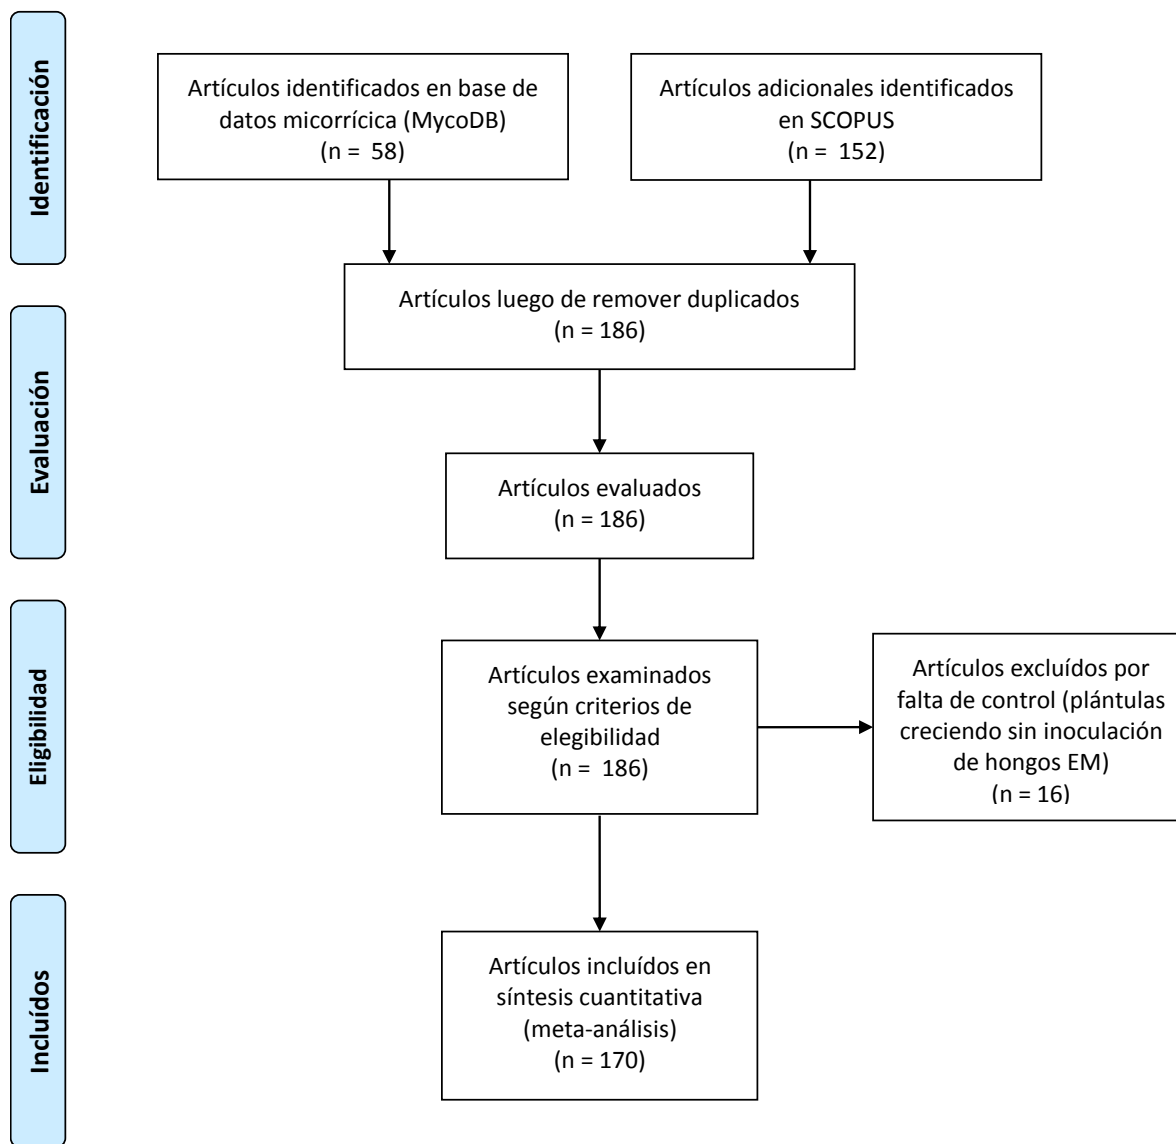 Identificación
Artículos identificados en base de
datos micorrícica (MycoDB)
(n =  58)
Artículos adicionales identificados
en SCOPUS
(n =  152)
Evaluación
Artículos luego de remover duplicados
(n = 186)
Artículos evaluados
(n = 186)
Eligibilidad
Artículos examinados
según criterios de
elegibilidad
(n =  186)
Artículos excluídos por
falta de control (plántulas
creciendo sin inoculación
de hongos EM)
(n = 16)
Incluídos
Artículos incluídos en
síntesis cuantitativa
(meta-análisis)
(n = 170)